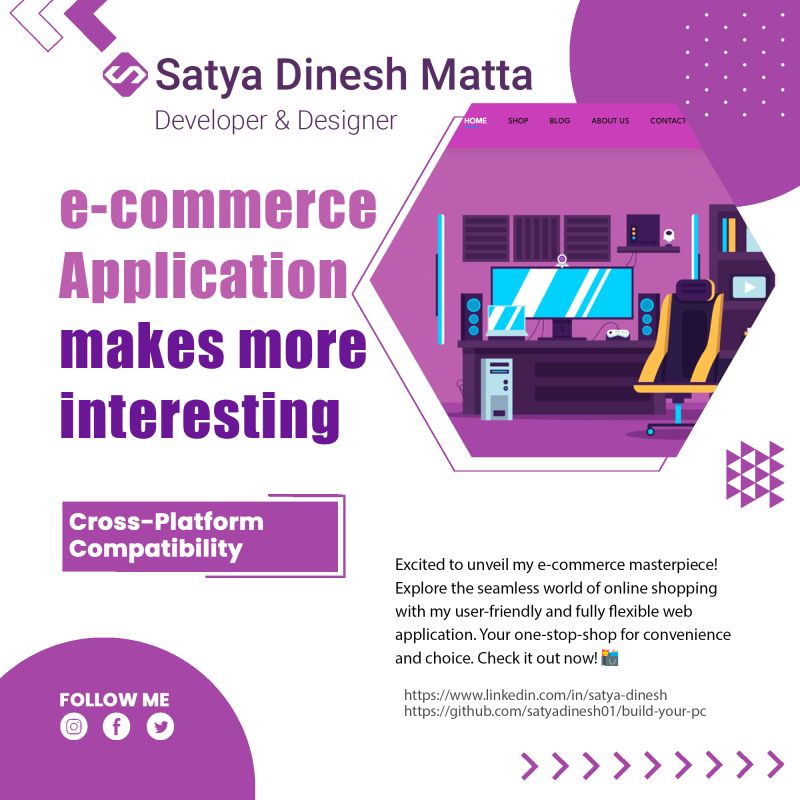 Satya Dinesh Matta
Developer & Designer
HOME SHOP BLOG ABOUT US CONTACT
e-commerce
Application
makes more
interesting
Cross-Platform
Compatibility
Excited to unveil my e-commerce masterpiece!
Explore the seamless world of online shopping
with my user-friendly and fully flexible web
application. Your one-stop-shop for convenience
and choice. Check it out now! 🛍️
https://www.linkedin.com/in/satya-dinesh
https://github.com/satyadinesh01/build-your-pc
FOLLOW ME